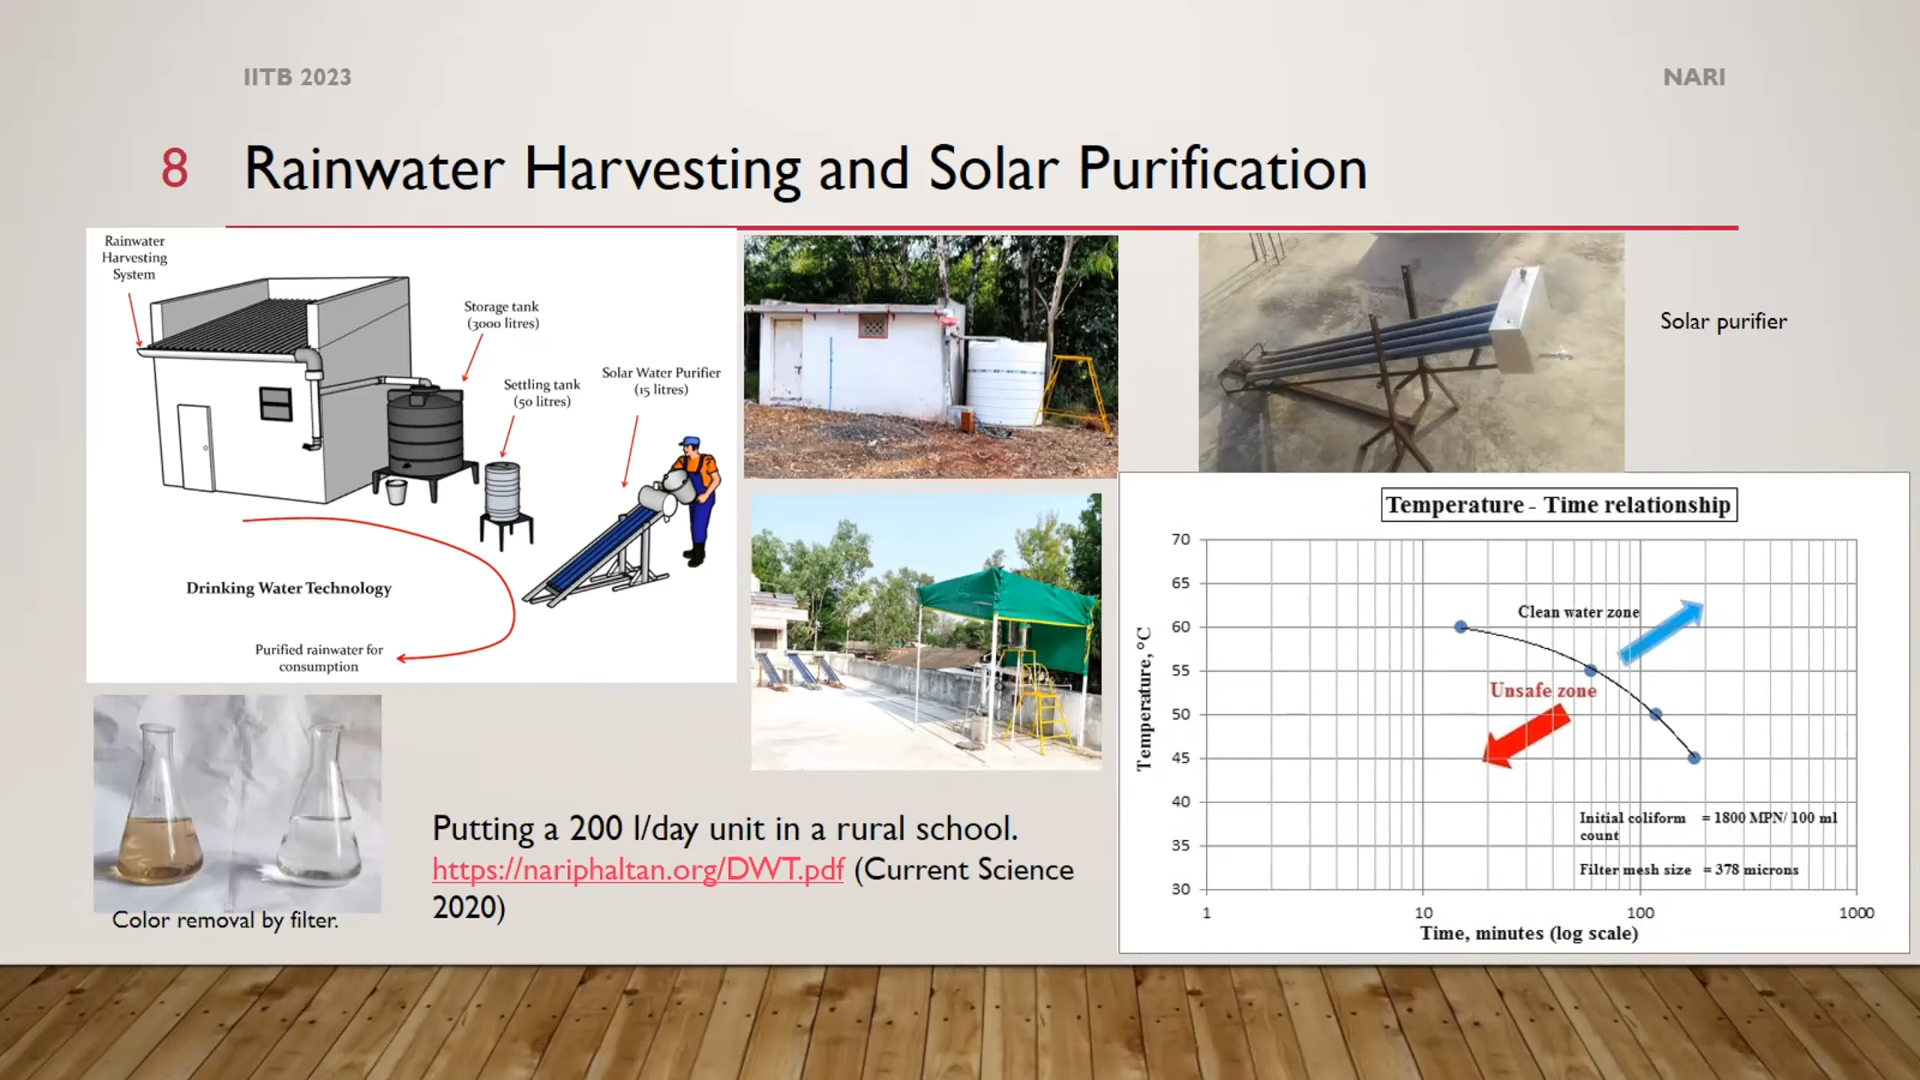 IITB 2023
NARI
8
Rainwater Harvesting and Solar Purification
Rainwater
Harvesting
System
Storage tank
(3000 litres)
Settling tank
(50 litres)
Solar Water Purifier
(15 litres)
Drinking Water Technology
Purified rainwater for
consumption
Solar purifier
Color removal by filter.
Putting a 200 l/day unit in a rural school.
https://nariphaltan.org/DWT.pdf (Current Science
2020)
Temperature - Time relationship
70
65
60
55
50
45
40
35
30
Temperature, °C
Clean water zone
Unsafe zone
Initial coliform = 1800 MPN/ 100 ml
count
Filter mesh size = 378 microns
1
10
100
1000
Time, minutes (log scale)